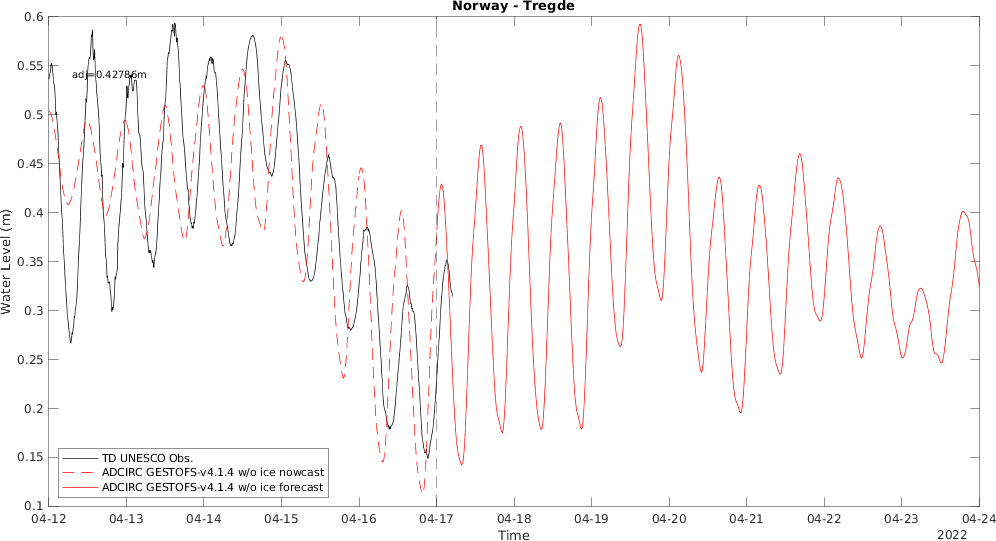 Norway - Tregde
0.6
0.55
0.5
0.45
0.4
0.35
0.3
0.25
0.2
0.15
0.1
Water Level (m)
adj=0.42786m
TD UNESCO Obs.
ADCIRC GESTOFS-v4.1.4 w/o ice nowcast
ADCIRC GESTOFS-v4.1.4 w/o ice forecast
04-12 04-13 04-14 04-15 04-16 04-17 04-18 04-19 04-20 04-21 04-22 04-23 04-24
Time
2022